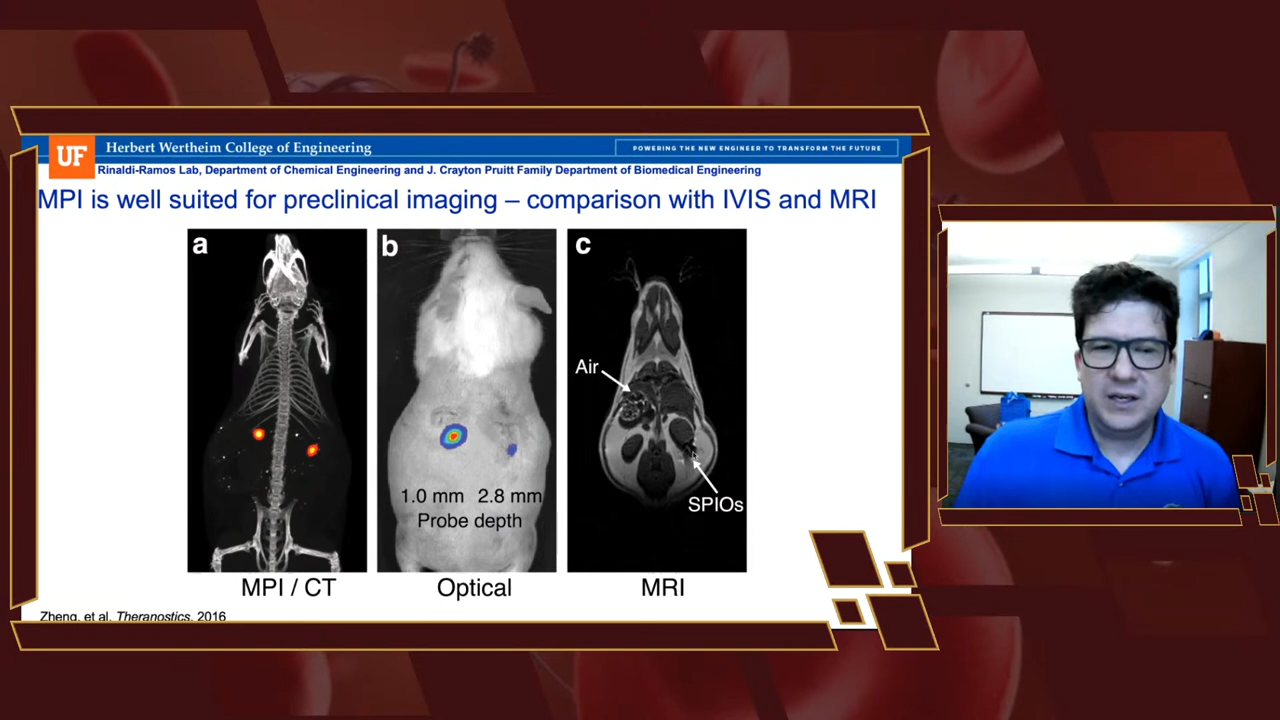 UF
Herbert Wertheim College of Engineering
POWERING THE NEW ENGINEER TO TRANSFORM THE FUTURE
Rinaldi-Ramos Lab, Department of Chemical Engineering and J. Crayton Pruitt Family Department of Biomedical Engineering
MPI is well suited for preclinical imaging – comparison with IVIS and MRI
a
b
c
Air
1.0 mm 2.8 mm
Probe depth
SPIOs
MPI / CT
Optical
MRI
Zheng, et al. Theranostics, 2016